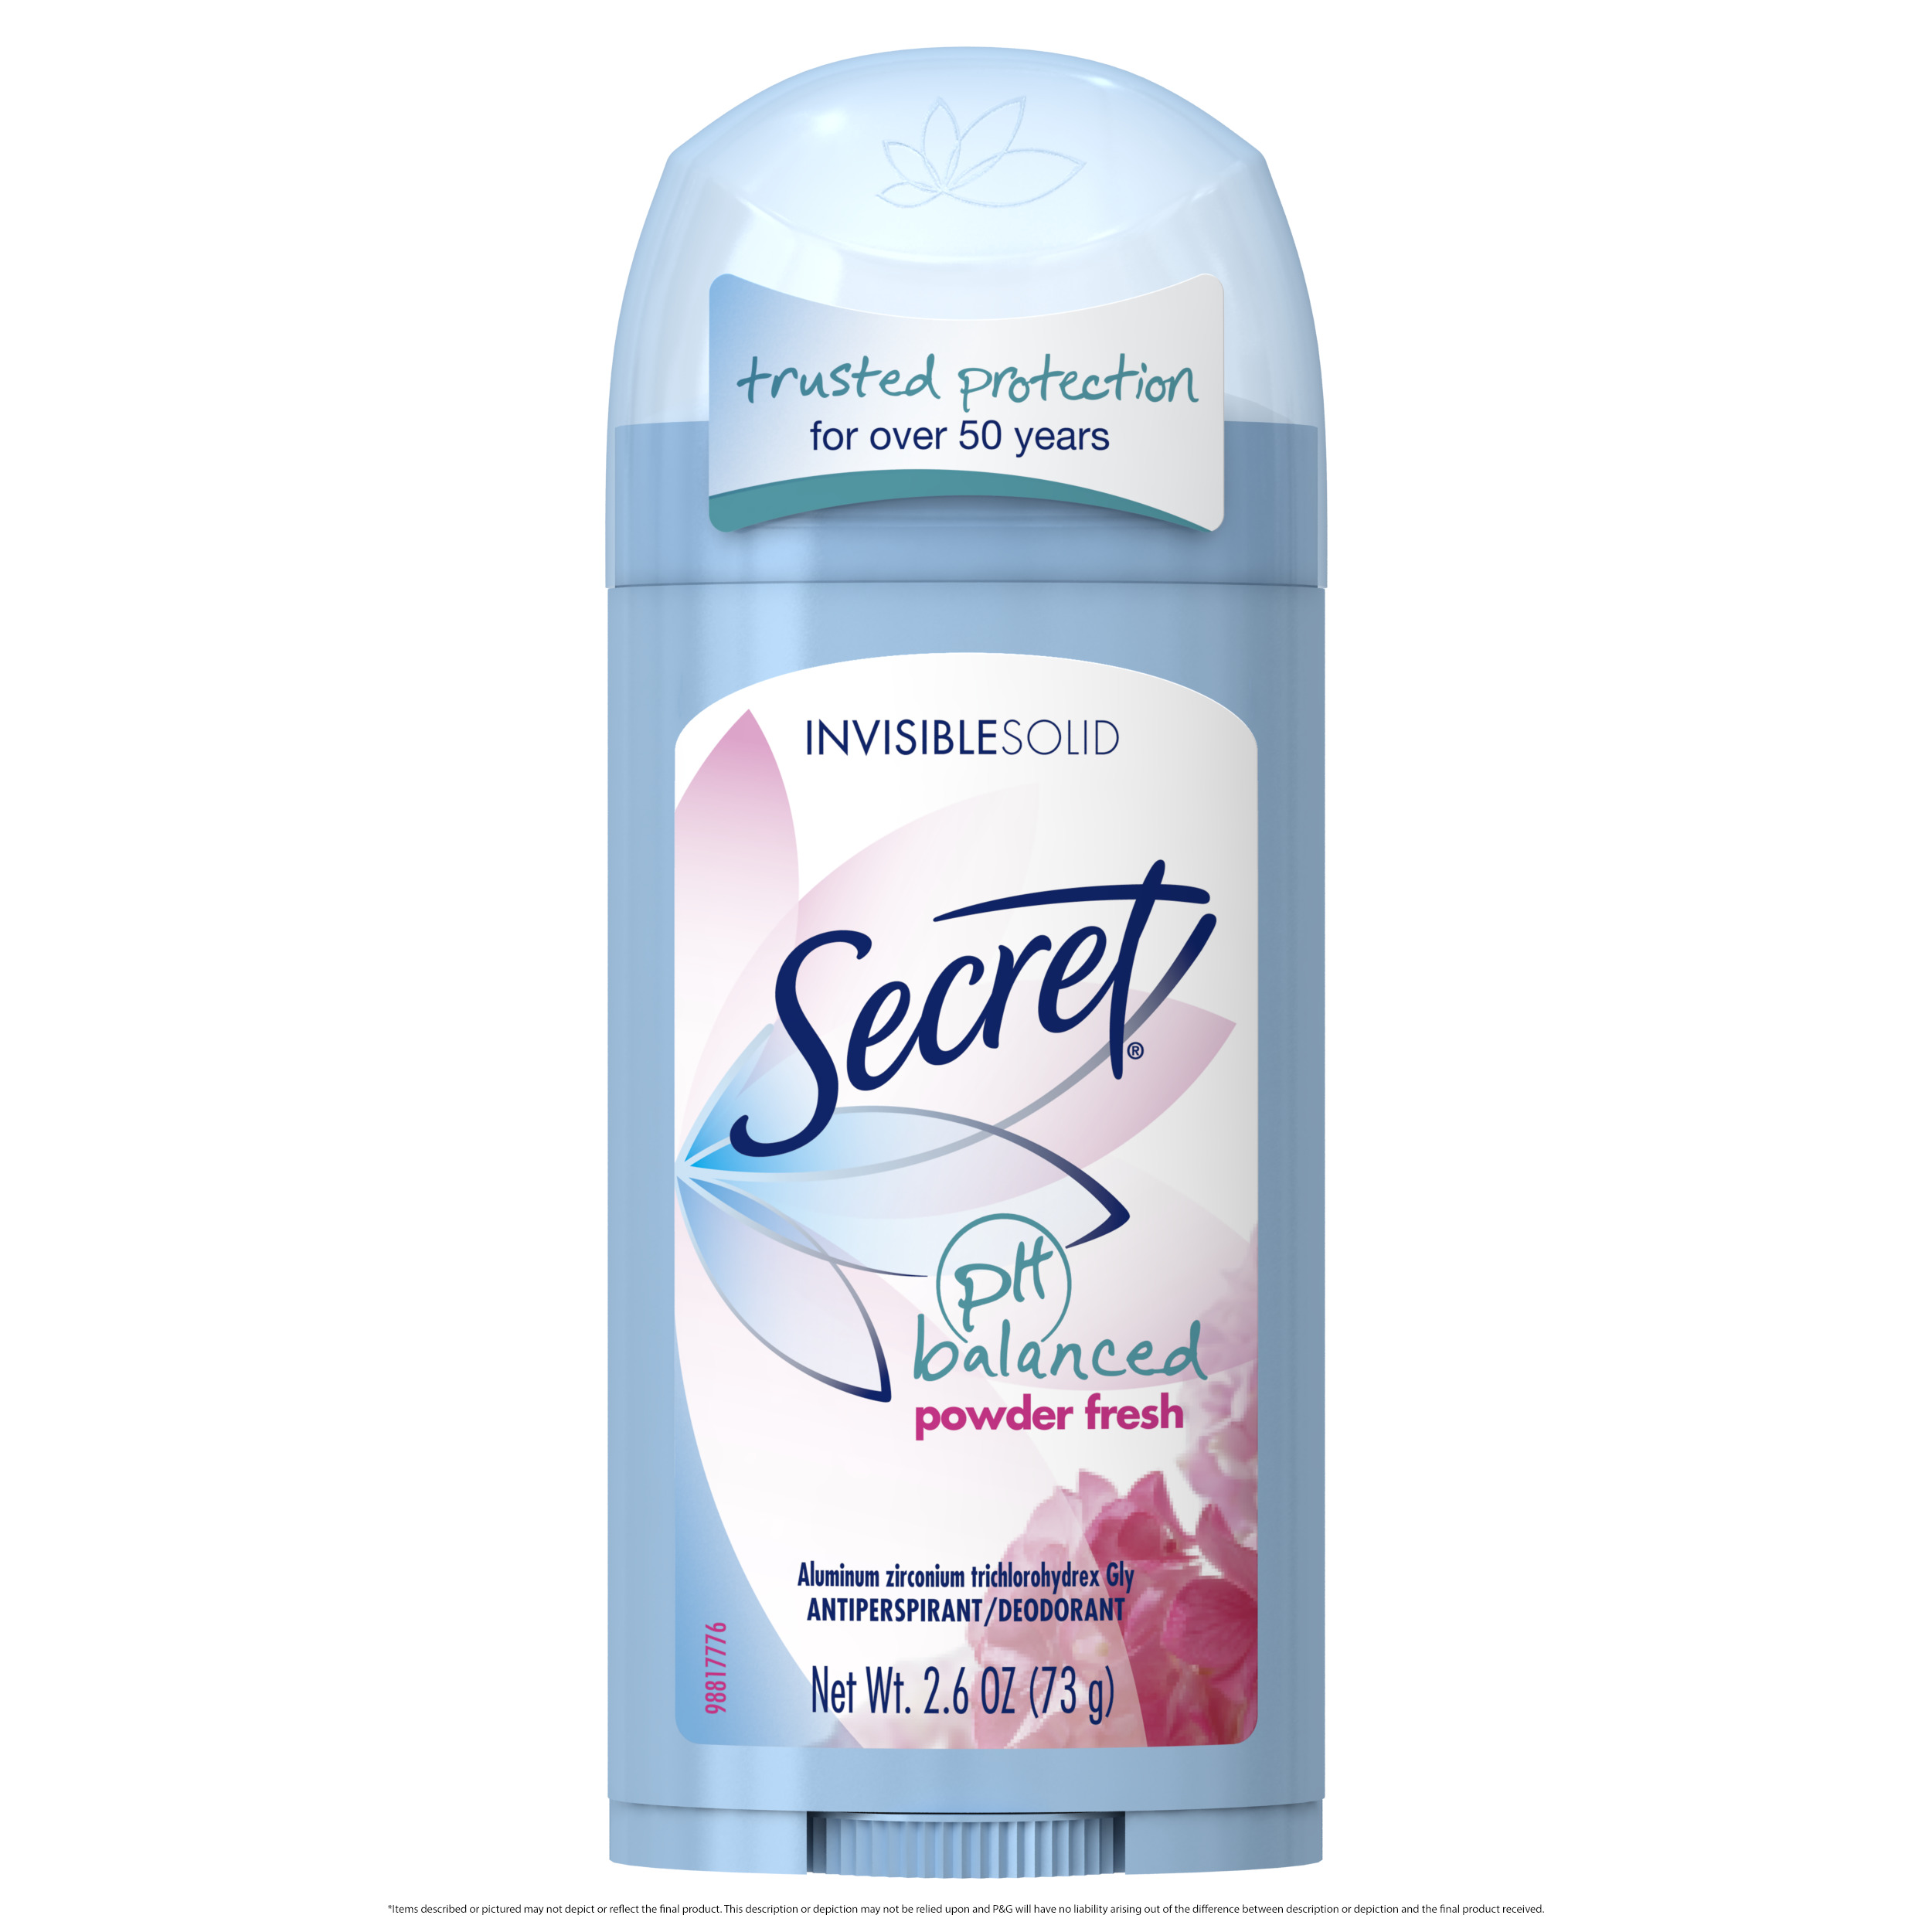 trusted protection
for over 50 years
INVISIBLESOLID
Secret®
pH
balanced
powder fresh
Aluminum zirconium trichlorohydrex Gly
ANTIPERSPIRANT/DEODORANT
Net Wt. 2.6 OZ (73 g)
98817776
*Items described or pictured may not depict or reflect the final product. This description or depiction may not be relied upon and P&G will have no liability arising out of the difference between description or depiction and the final product received.